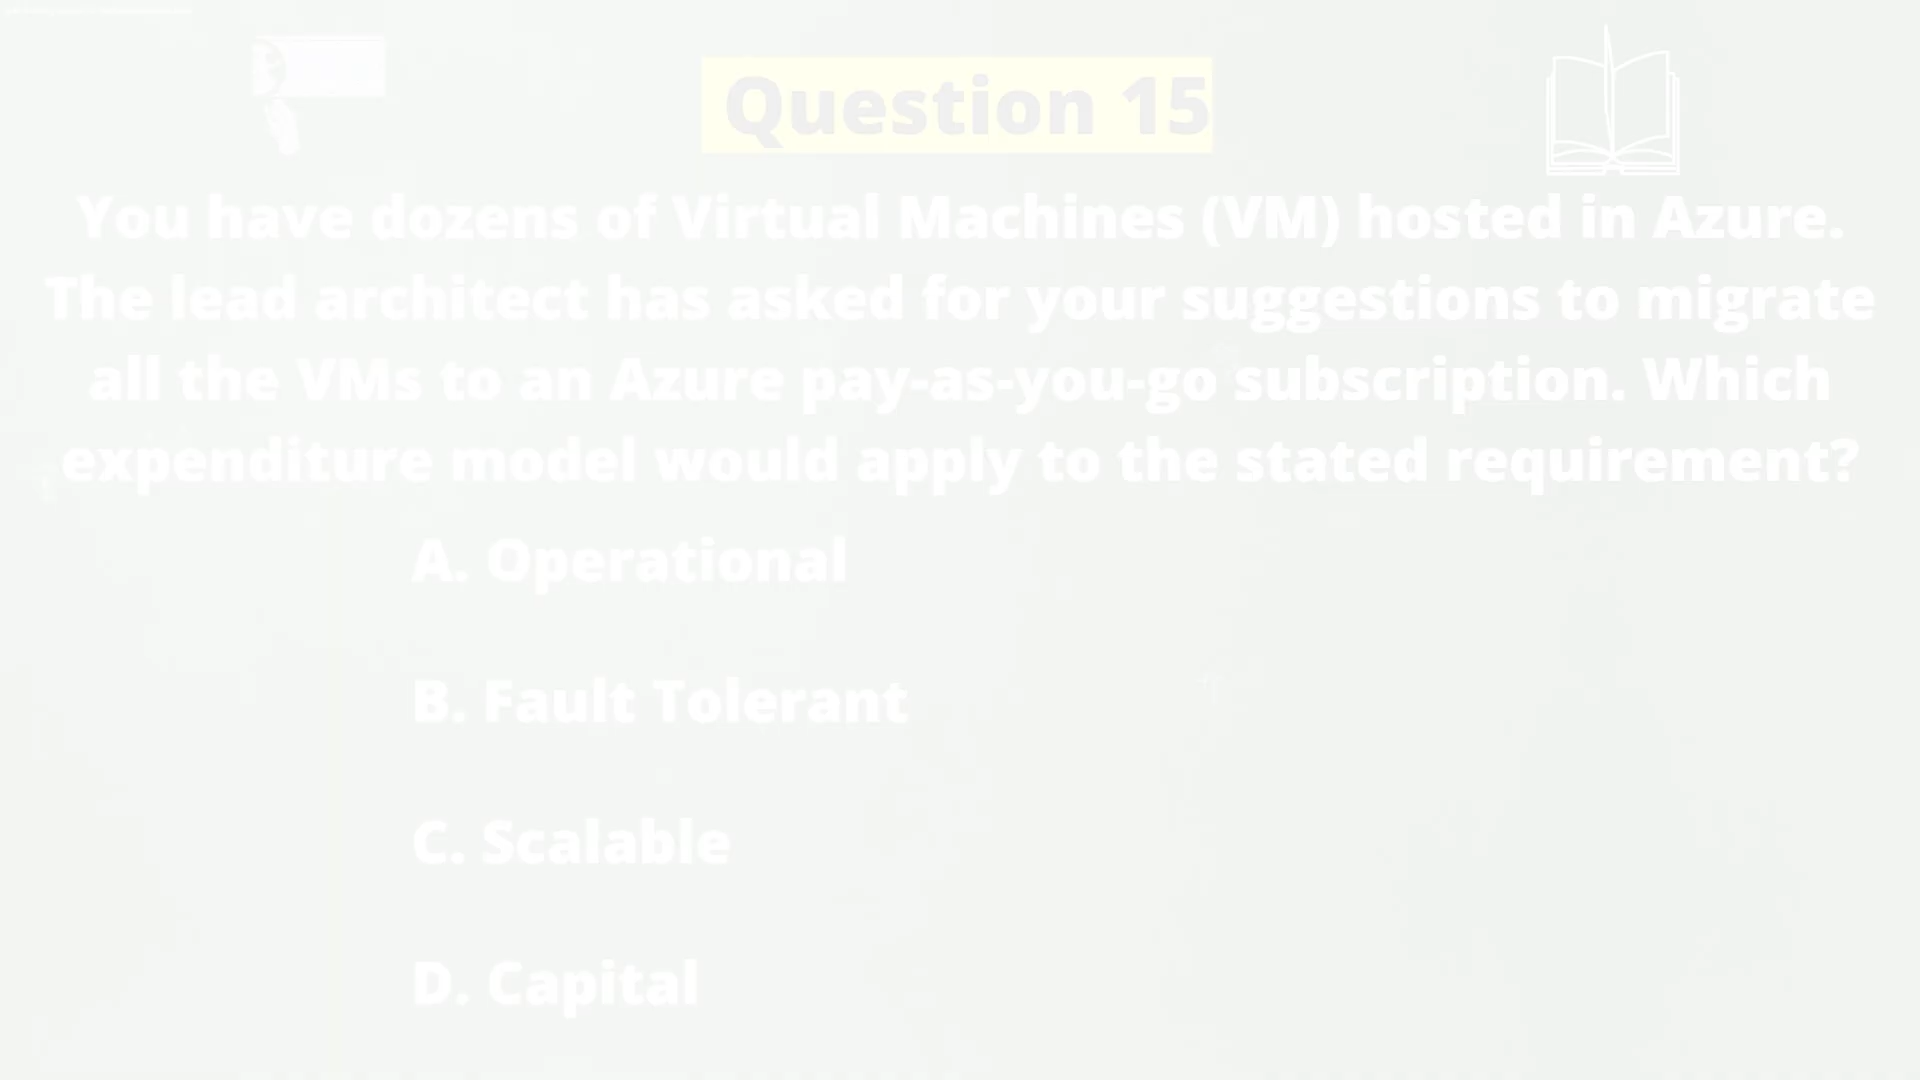 Question 15
You have dozens of Virtual Machines (VM) hosted in Azure.
The lead architect has asked for your suggestions to migrate
all the VMs to an Azure pay-as-you-go subscription. Which
expenditure model would apply to the stated requirement?
A. Operational
B. Fault Tolerant
C. Scalable
D. Capital